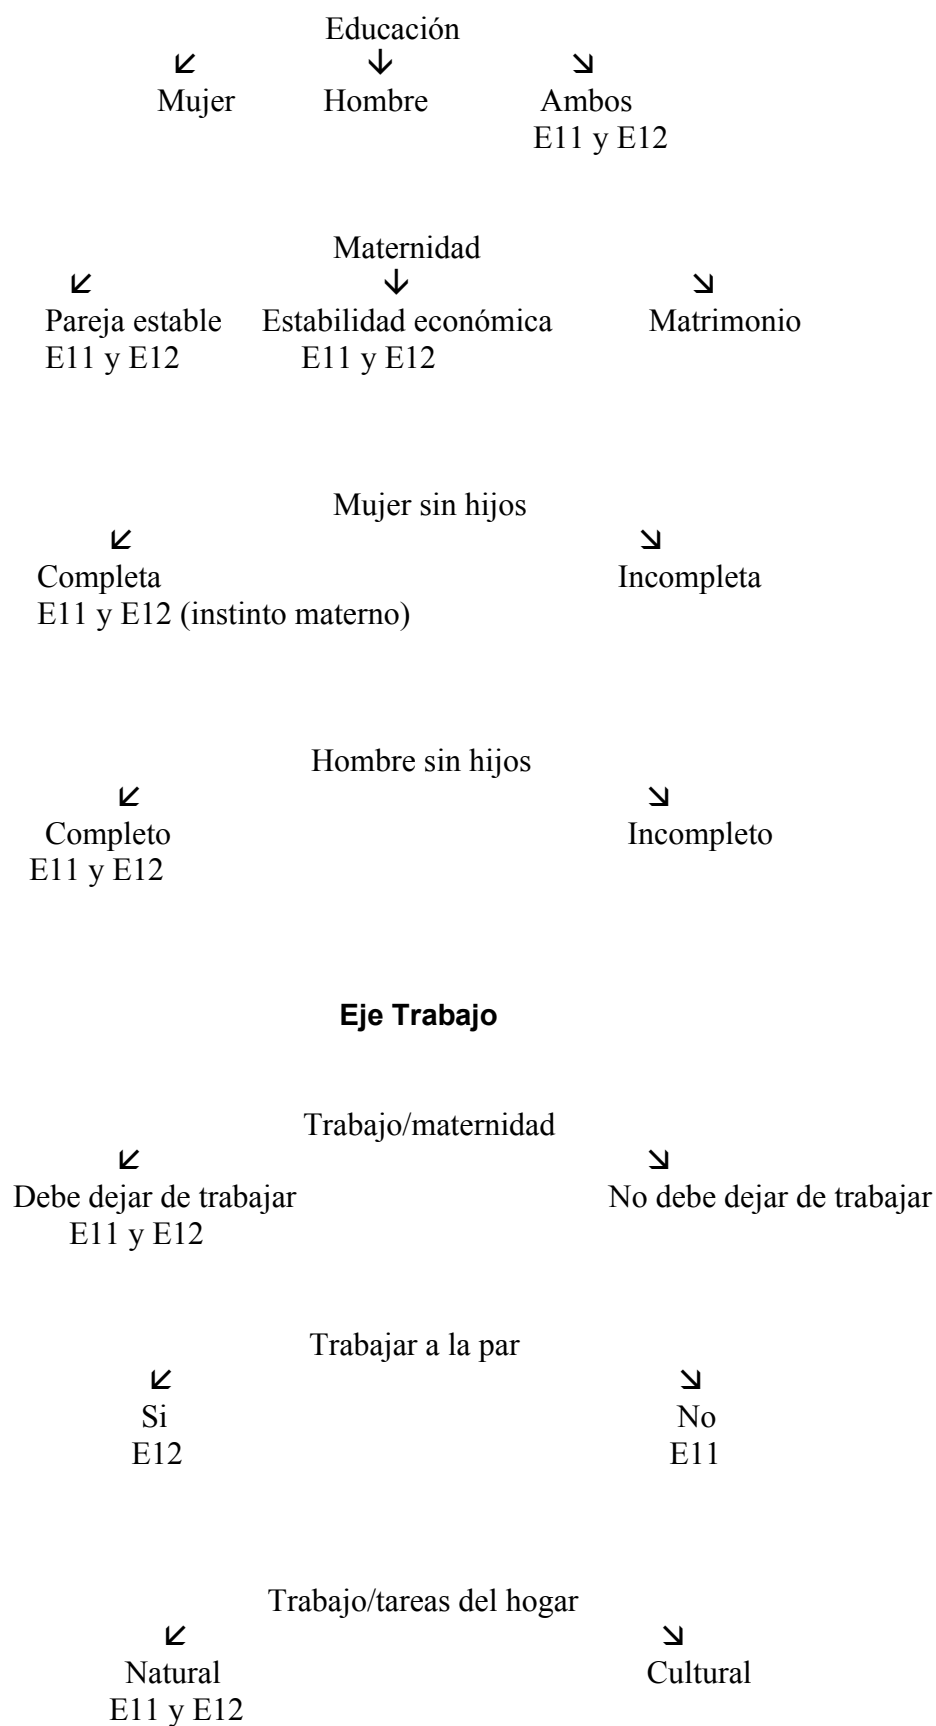 Educación
↙ ↓ ↘
Mujer Hombre Ambos
E11 y E12
Maternidad
↙ ↓ ↘
Pareja estable Estabilidad económica Matrimonio
E11 y E12 E11 y E12
Mujer sin hijos
↙ ↘
Completa Incompleta
E11 y E12 (instinto materno)
Hombre sin hijos
↙ ↘
Completo Incompleto
E11 y E12
Eje Trabajo
Trabajo/maternidad
↙ ↘
Debe dejar de trabajar No debe dejar de trabajar
E11 y E12
Trabajar a la par
↙ ↘
Si No
E12 E11
Trabajo/tareas del hogar
↙ ↘
Natural Cultural
E11 y E12